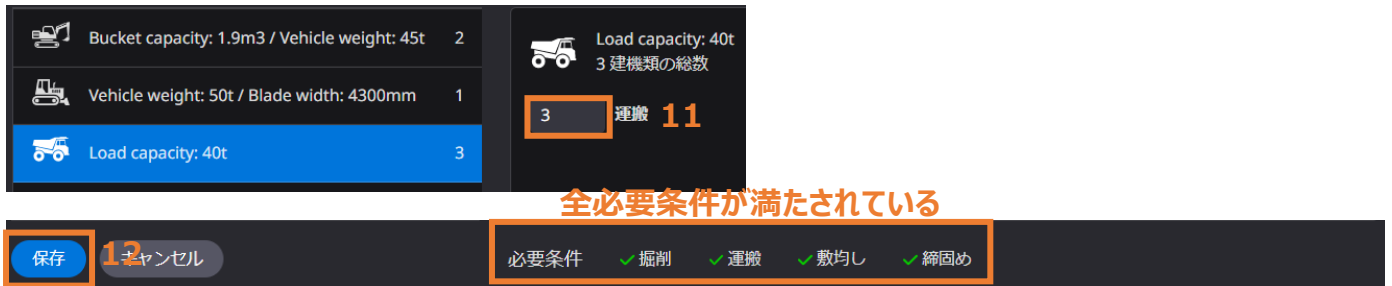 Bucket capacity: 1.9m3 / Vehicle weight: 45t 2
Vehicle weight: 50t / Blade width: 4300mm 1
Load capacity: 40t 3
Load capacity: 40t
3 建機類の総数
3 運搬 11
全必要条件が満たされている
保存 12 キャンセル 必要条件 ✓掘削 ✓運搬 ✓敷均し ✓締固め